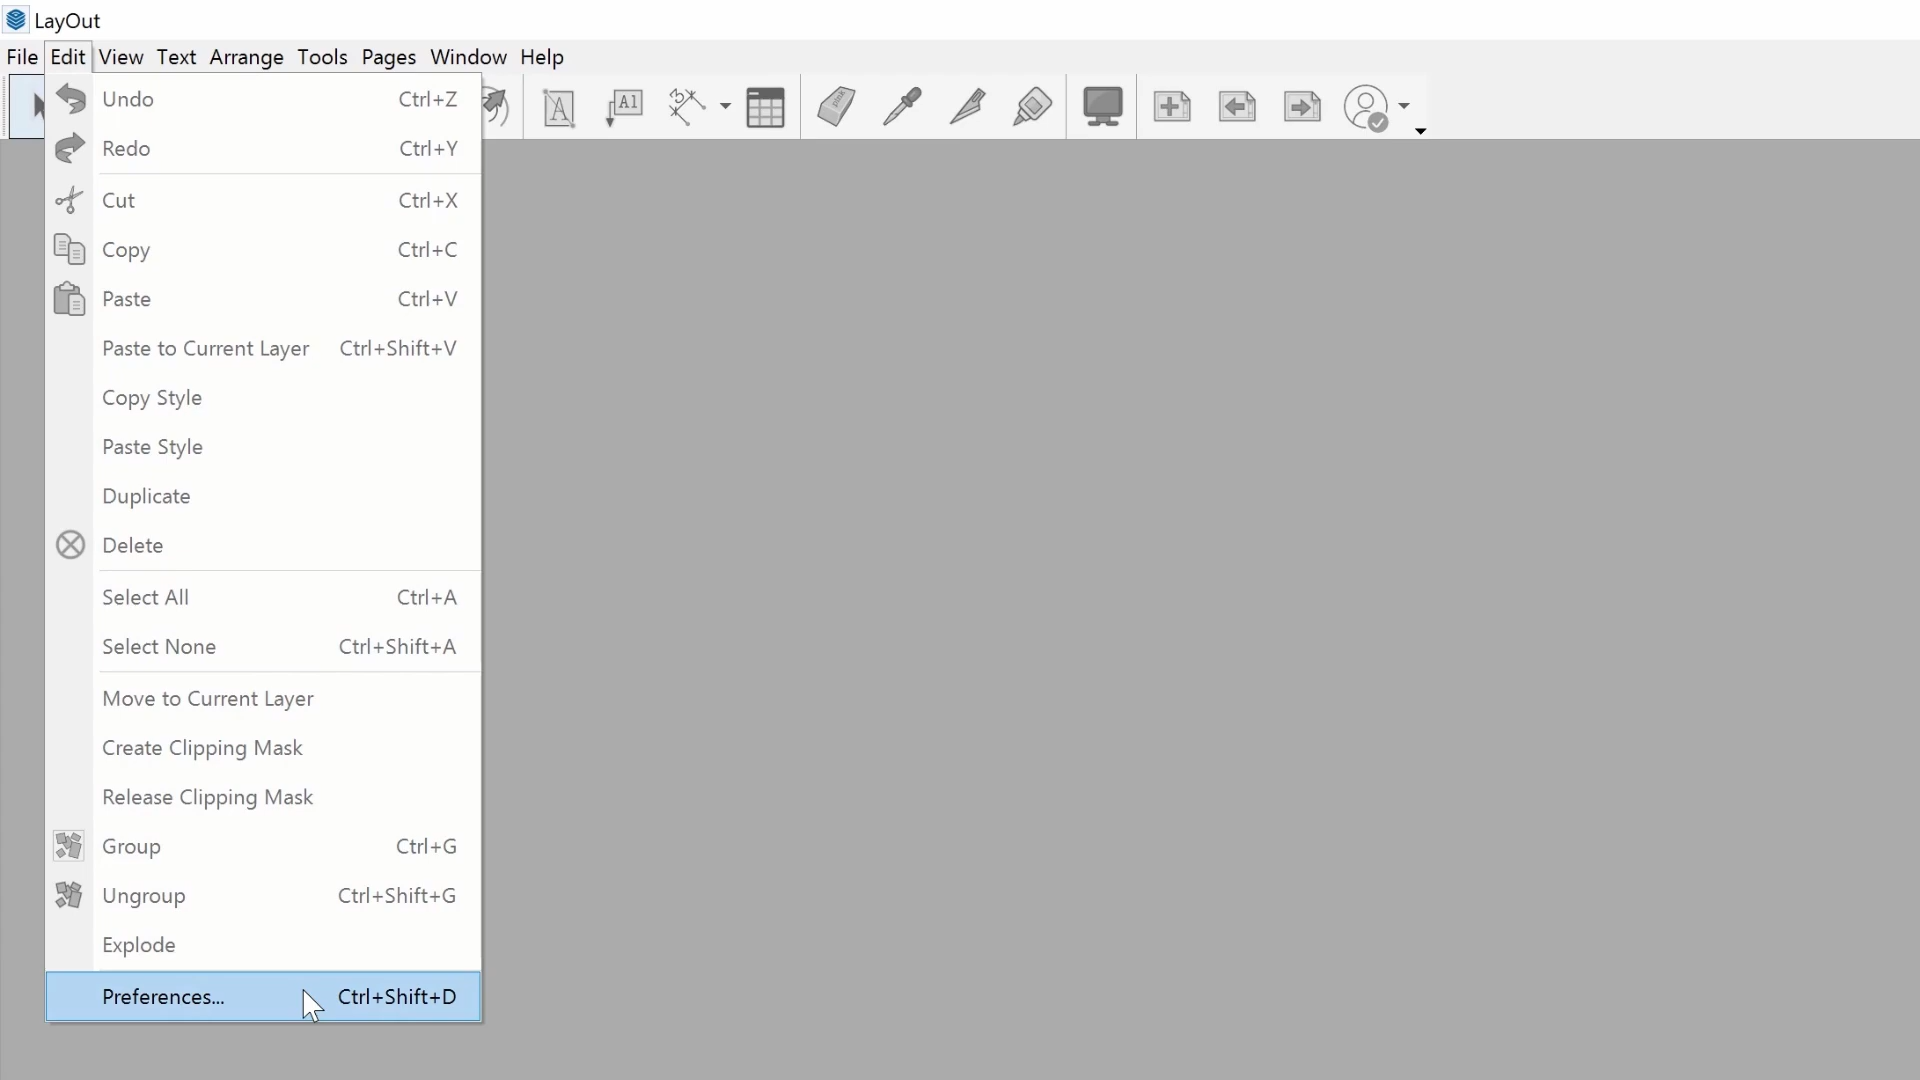 LayOut
File Edit View Text Arrange Tools Pages Window Help
Undo Ctrl+Z
Redo Ctrl+Y
Cut Ctrl+X
Copy Ctrl+C
Paste Ctrl+V
Paste to Current Layer Ctrl+Shift+V
Copy Style
Paste Style
Duplicate
Delete
Select All Ctrl+A
Select None Ctrl+Shift+A
Move to Current Layer
Create Clipping Mask
Release Clipping Mask
Group Ctrl+G
Ungroup Ctrl+Shift+G
Explode
Preferences... Ctrl+Shift+D
A
A1
3